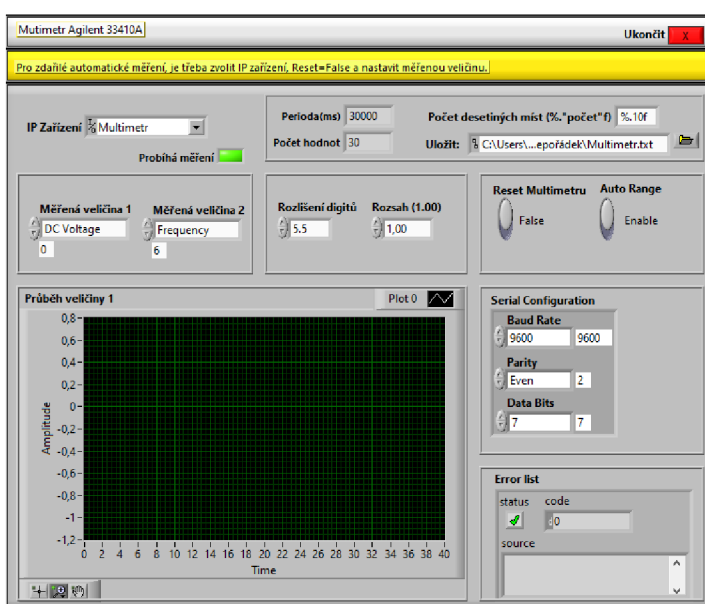 Mutimetr Agilent 33410A
Ukončit x
Pro zdařilé automatické měření, je třeba zvolit IP zařízení, Reset=False a nastavit měřenou veličinu.
IP Zařízení Multimetr
Probíhá měření
Perioda(ms) 30000
Počet hodnot 30
Počet desetiných míst (%."počet"f) %.10f
Uložit: C:\Users\...epořádek\Multimetr.txt
Měřená veličina 1
DC Voltage
0
Měřená veličina 2
Frequency
6
Rozlišení digitů
5.5
Rozsah (1.00)
1,00
Reset Multimetru
False
Auto Range
Enable
Průběh veličiny 1
Plot 0
Amplitude
0,8
0,6
0,4
0,2
0
-0,2
-0,4
-0,6
-0,8
-1
-1,2
0 2 4 6 8 10 12 14 16 18 20 22 24 26 28 30 32 34 36 38 40
Time
Serial Configuration
Baud Rate
9600 9600
Parity
Even 2
Data Bits
7 7
Error list
status code
0
source